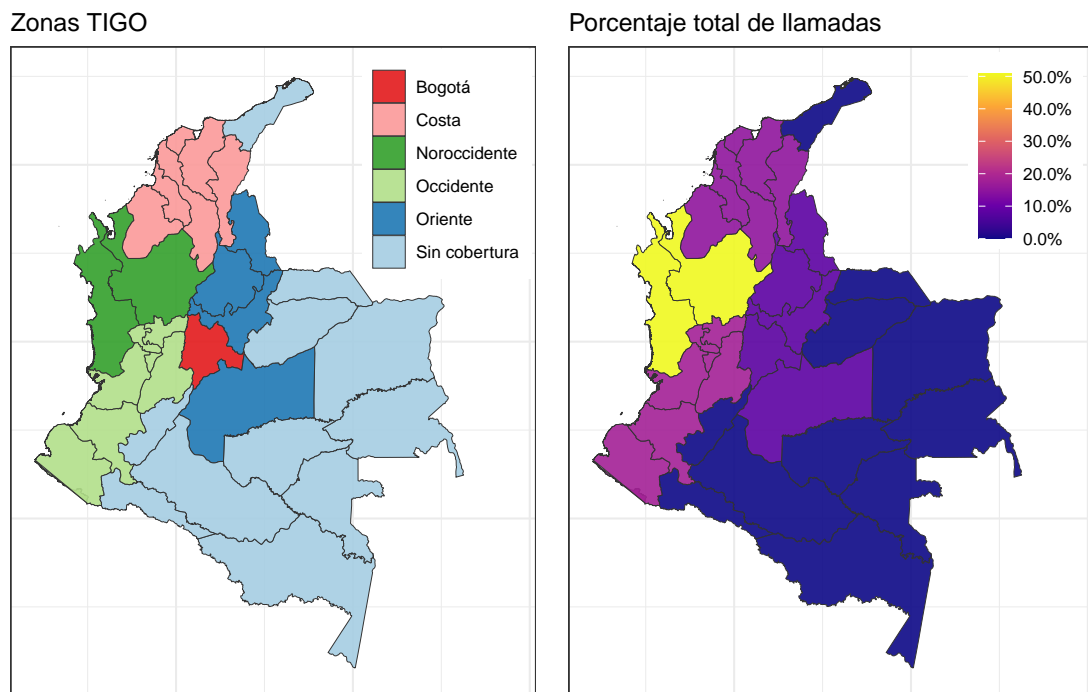 Zonas TIGO
Bogotá
Costa
Noroccidente
Occidente
Oriente
Sin cobertura
Porcentaje total de llamadas
50.0%
40.0%
30.0%
20.0%
10.0%
0.0%